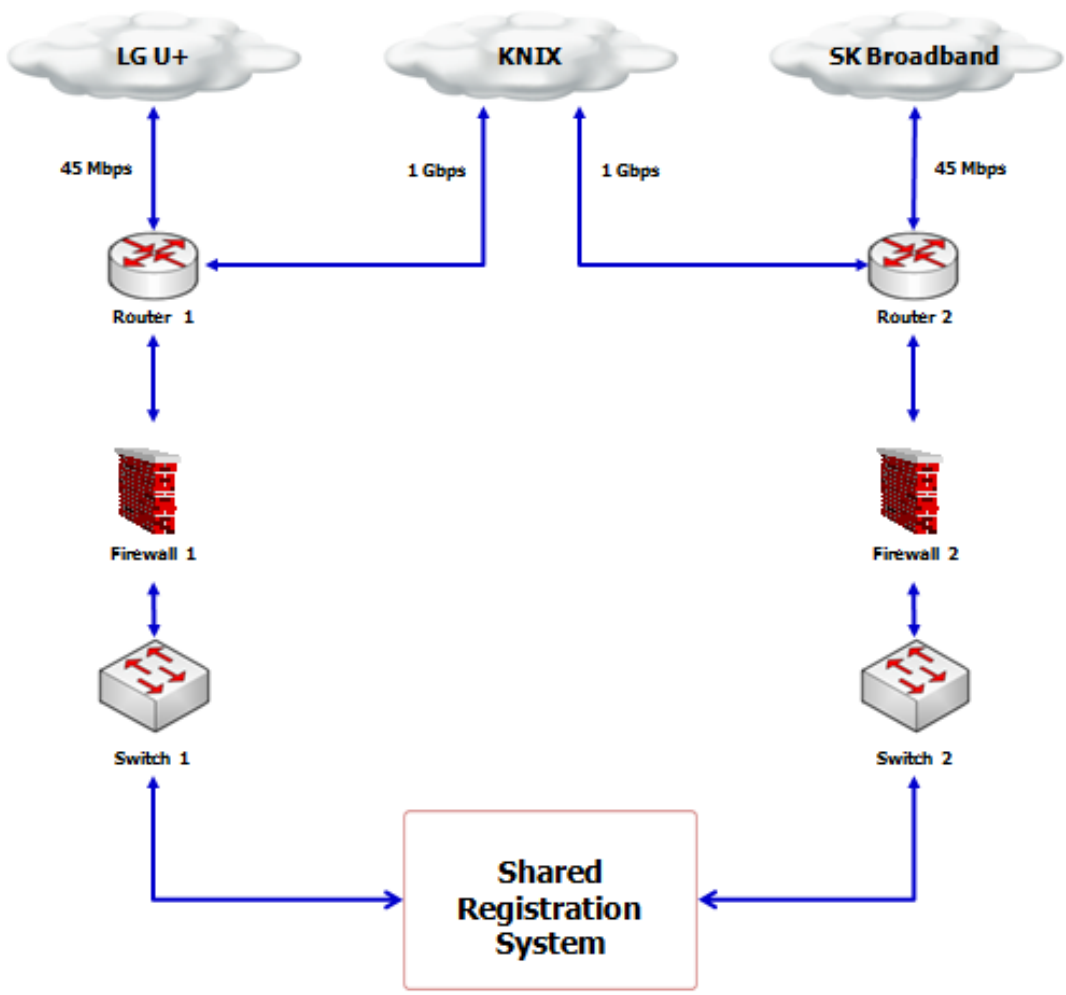 LG U+
KNIX
SK Broadband
45 Mbps
1 Gbps
1 Gbps
45 Mbps
Router 1
Router 2
Firewall 1
Firewall 2
Switch 1
Switch 2
Shared
Registration
System